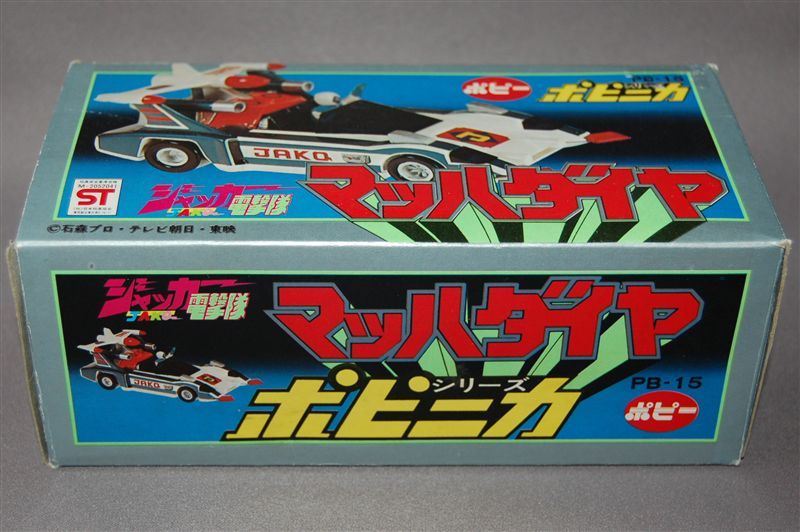 PB-15
ポピー
ポピニカ
JAKQ
M-2052041
ST
ジャッカー
電撃隊
マッハダイヤ
©石森プロ・テレビ朝日・東映
ジャッカー
電撃隊
マッハダイヤ
JAKQ
シリーズ
ポピニカ
PB-15
ポピー